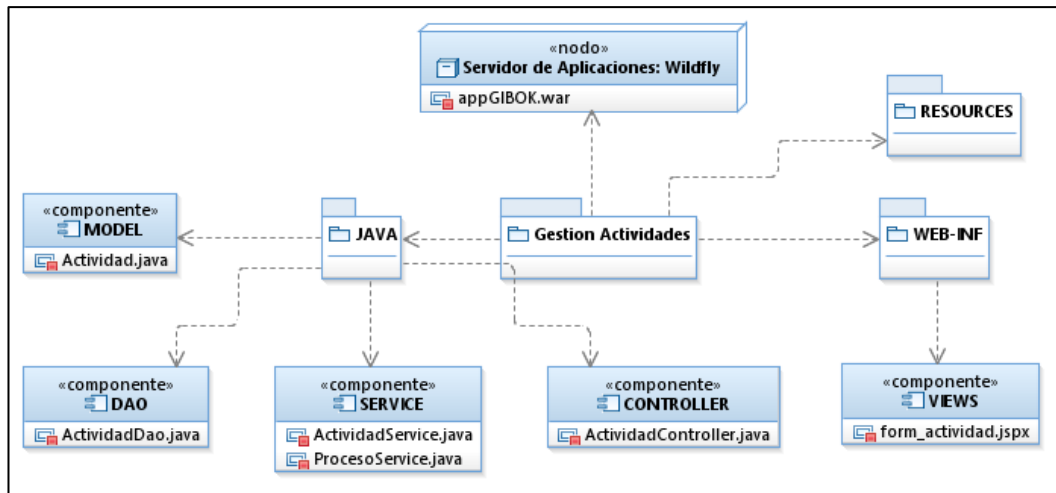 «nodo»
Servidor de Aplicaciones: Wildfly
appGIBOK.war
RESOURCES
«componente»
MODEL
Actividad.java
JAVA
Gestion Actividades
WEB-INF
«componente»
DAO
ActividadDao.java
«componente»
SERVICE
ActividadService.java
ProcesoService.java
«componente»
CONTROLLER
ActividadController.java
«componente»
VIEWS
form_actividad.jspx